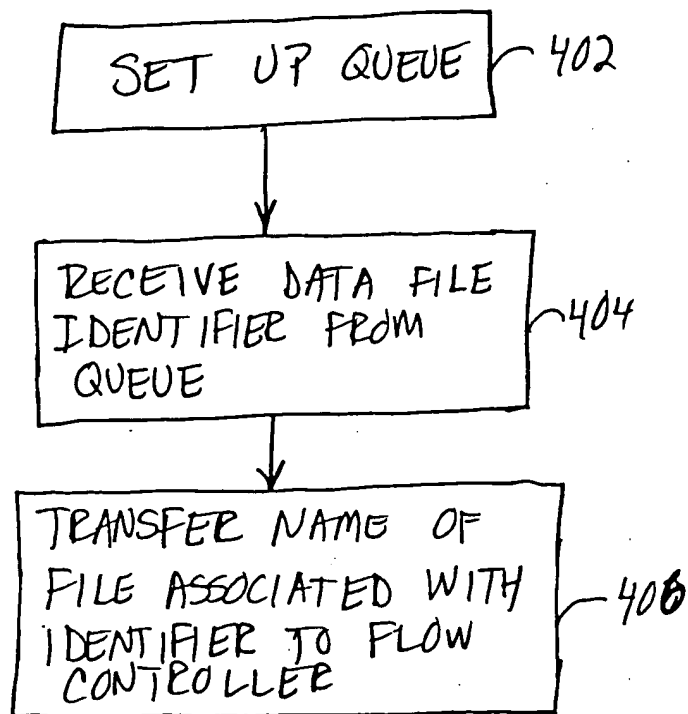 SET UP QUEUE
402
RECEIVE DATA FILE
IDENTIFIER FROM
QUEUE
404
TRANSFER NAME OF
FILE ASSOCIATED WITH
IDENTIFIER TO FLOW
CONTROLLER
406